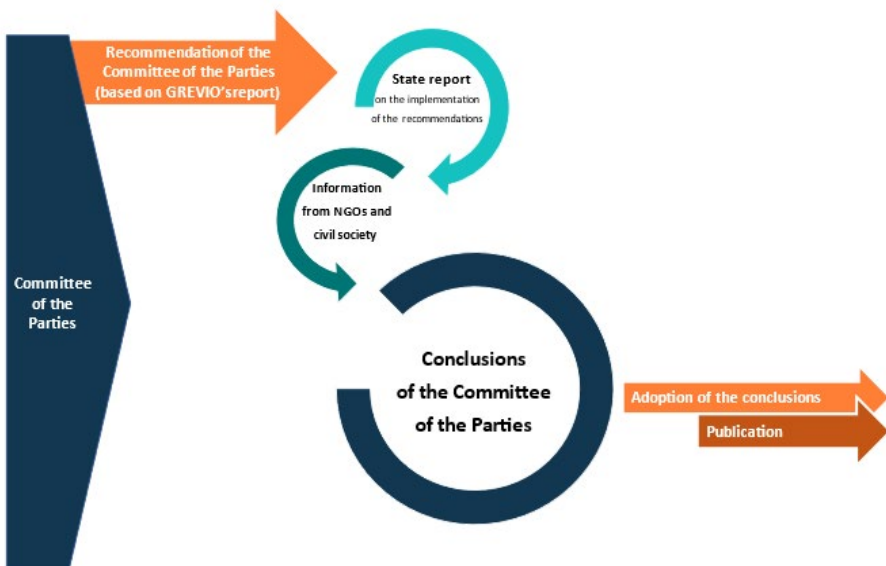 Recommendation of the
Committee of the Parties
(based on GREVIO'sreport)
State report
on the implementation
of the recommendations
Information
from NGOs and
civil society
Committee
of the
Parties
Conclusions
of the Committee
of the Parties
Adoption of the conclusions
Publication